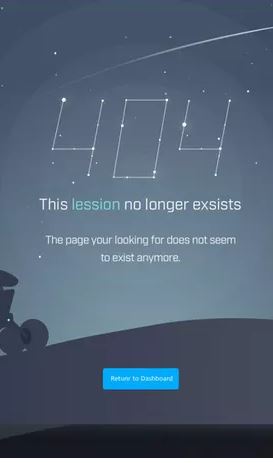 404
This lession no longer exsists
The page your looking for does not seem
to exist anymore.
Retunr to Dashboard